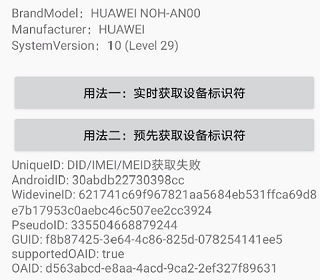 BrandModel：HUAWEI NOH-AN00
Manufacturer：HUAWEI
SystemVersion：10 (Level 29)
用法一：实时获取设备标识符
用法二：预先获取设备标识符
UniqueID: DID/IMEI/MEID获取失败
AndroidID: 30abdb22730398cc
WidevineID: 621741c69f967821aa5684eb531ffca69d8
e7b17953c0aebc46c507ee2cc3924
PseudoID: 335504668879244
GUID: f8b87425-3e64-4c86-825d-078254141ee5
supportedOAID: true
OAID: d563abcd-e8aa-4acd-9ca2-2ef327f89631